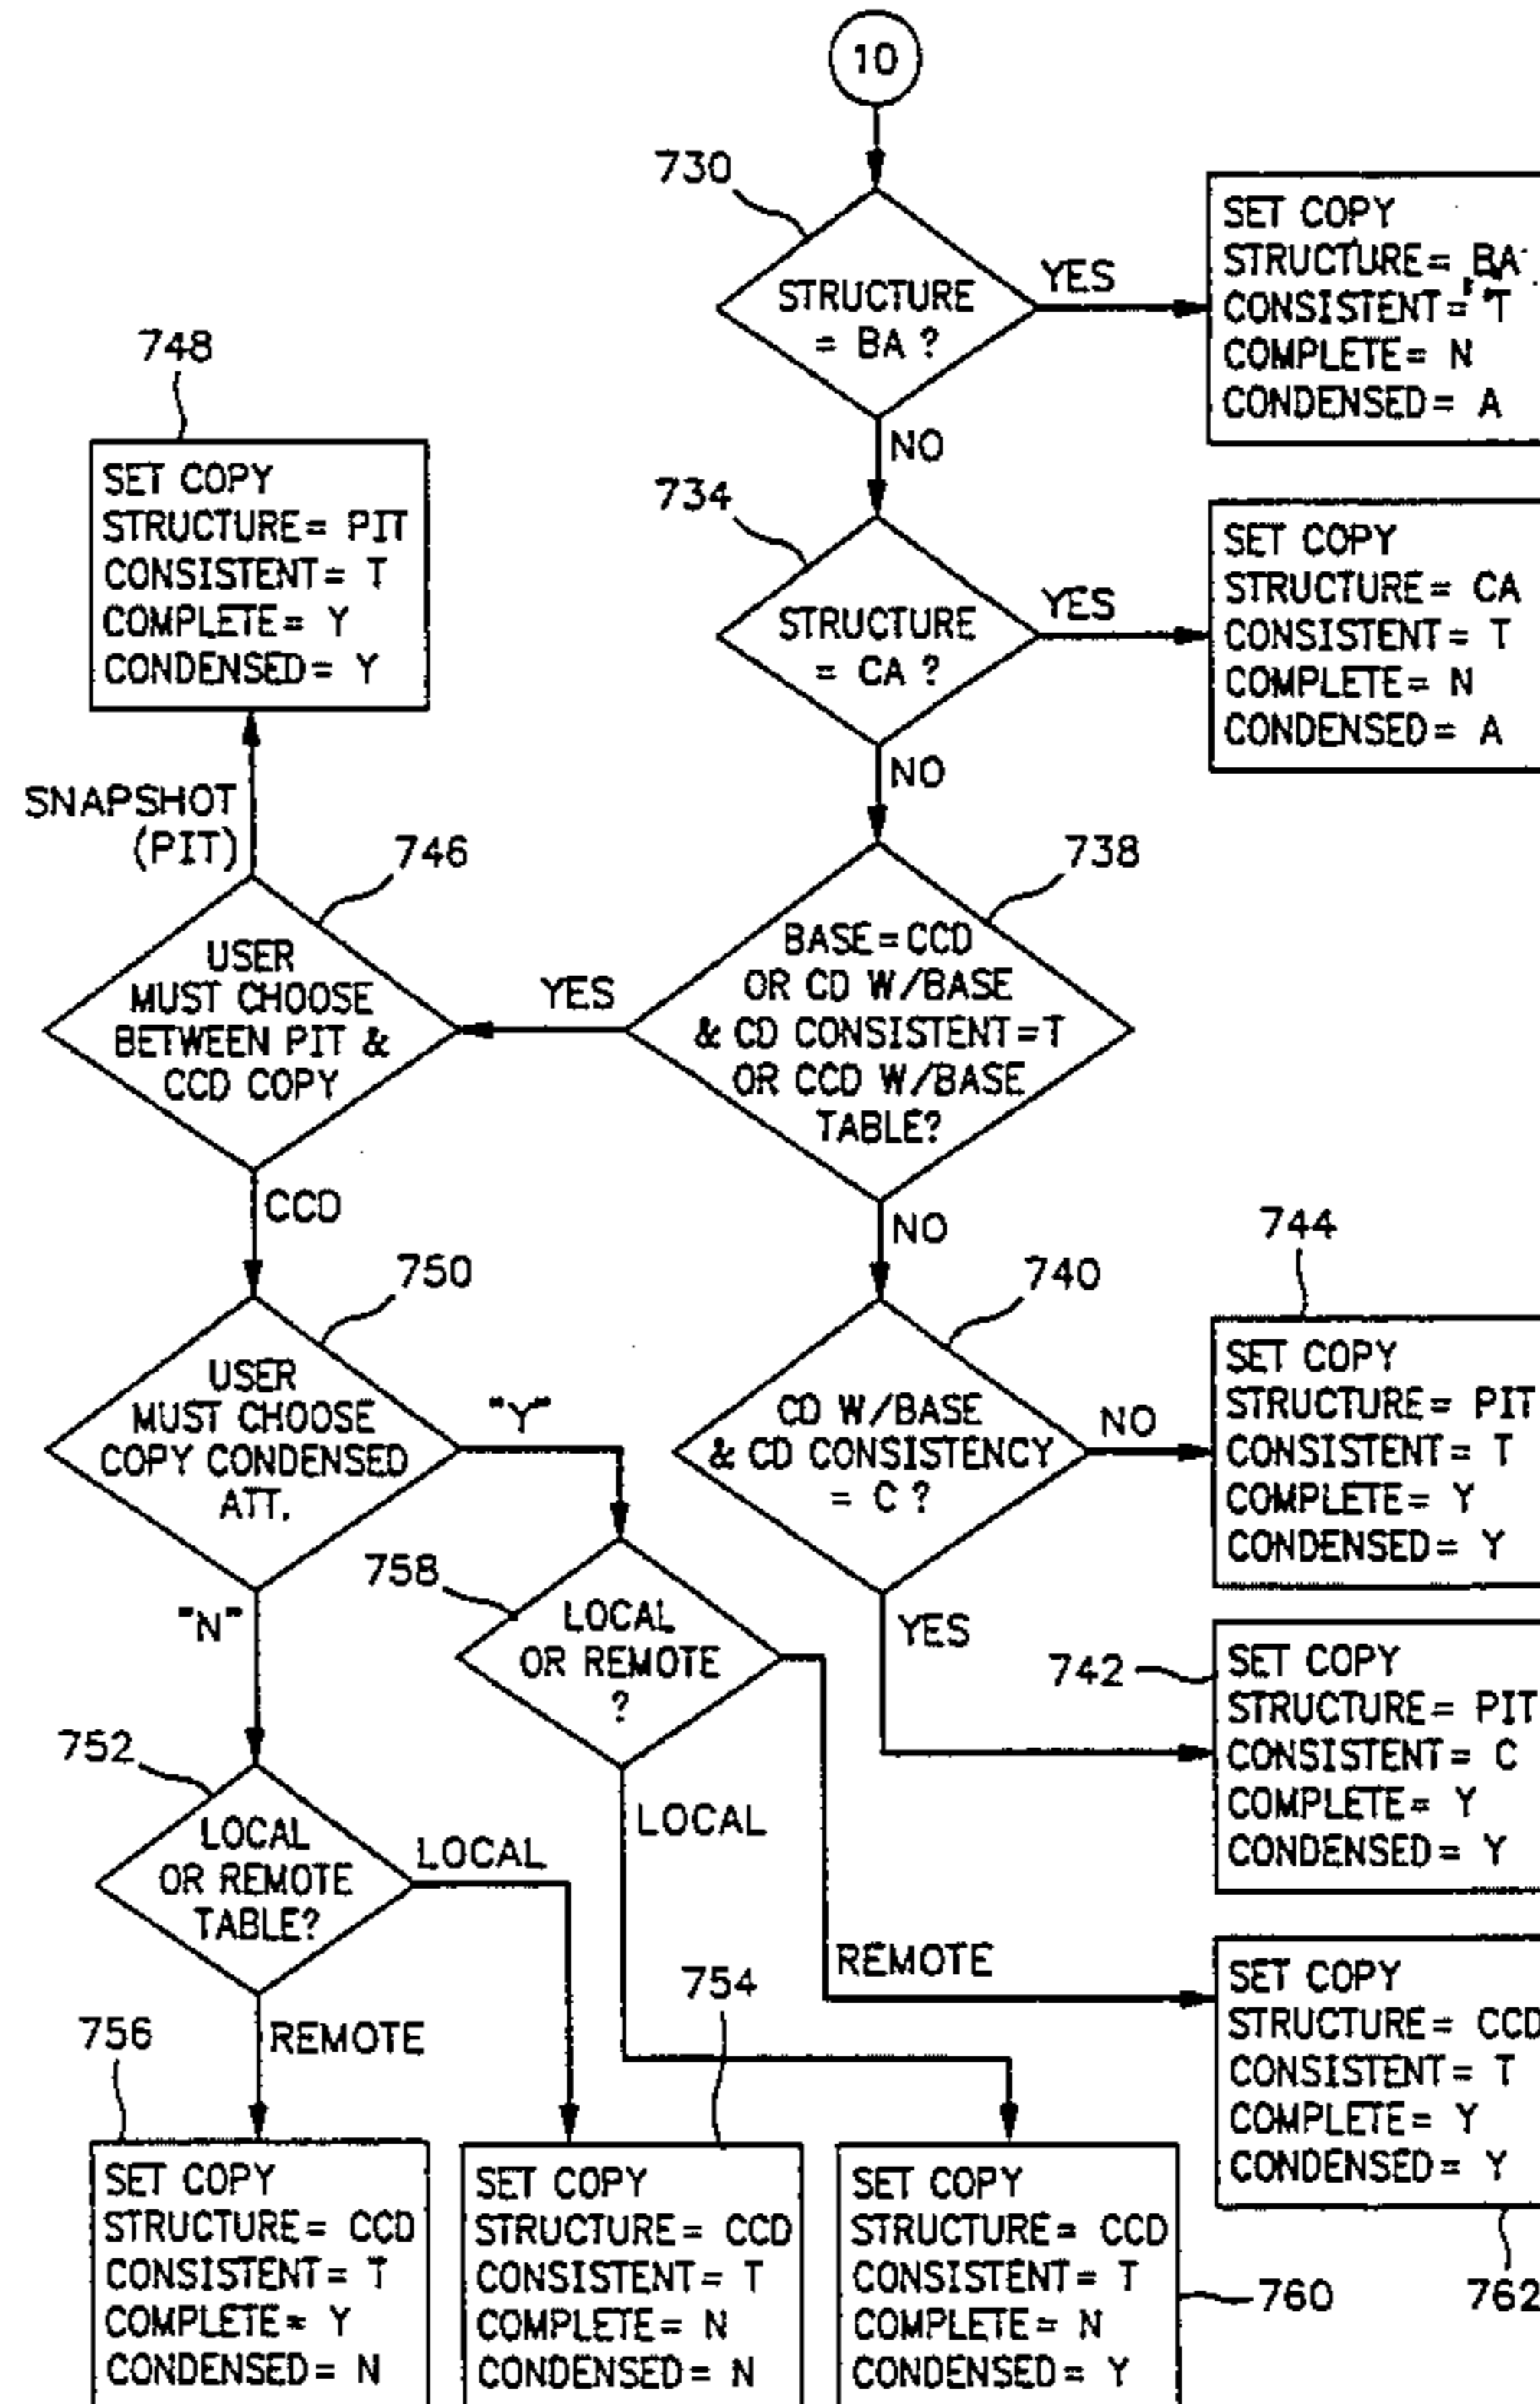 10
730
STRUCTURE
= BA ?
YES
SET COPY
STRUCTURE= BA
CONSISTENT= T
COMPLETE= N
CONDENSED= A
NO
734
STRUCTURE
= CA ?
YES
SET COPY
STRUCTURE= CA
CONSISTENT= T
COMPLETE= N
CONDENSED= A
NO
748
SET COPY
STRUCTURE= PIT
CONSISTENT= T
COMPLETE= Y
CONDENSED= Y
SNAPSHOT
(PIT)
746
USER
MUST CHOOSE
BETWEEN PIT &
CCD COPY
YES
738
BASE=CCD
OR CD W/BASE
& CD CONSISTENT=T
OR CCD W/BASE
TABLE?
CCD
NO
750
USER
MUST CHOOSE
COPY CONDENSED
ATT.
"Y"
"N"
740
CD W/BASE
& CD CONSISTENCY
= C ?
NO
YES
744
SET COPY
STRUCTURE= PIT
CONSISTENT= T
COMPLETE= Y
CONDENSED= Y
742
SET COPY
STRUCTURE= PIT
CONSISTENT= C
COMPLETE= Y
CONDENSED= Y
758
LOCAL
OR REMOTE
?
LOCAL
REMOTE
752
LOCAL
OR REMOTE
TABLE?
LOCAL
REMOTE
SET COPY
STRUCTURE= CCD
CONSISTENT= T
COMPLETE= Y
CONDENSED= Y
762
756
SET COPY
STRUCTURE= CCD
CONSISTENT= T
COMPLETE= Y
CONDENSED= N
754
SET COPY
STRUCTURE= CCD
CONSISTENT= T
COMPLETE= N
CONDENSED= N
SET COPY
STRUCTURE= CCD
CONSISTENT= T
COMPLETE= N
CONDENSED= Y
760